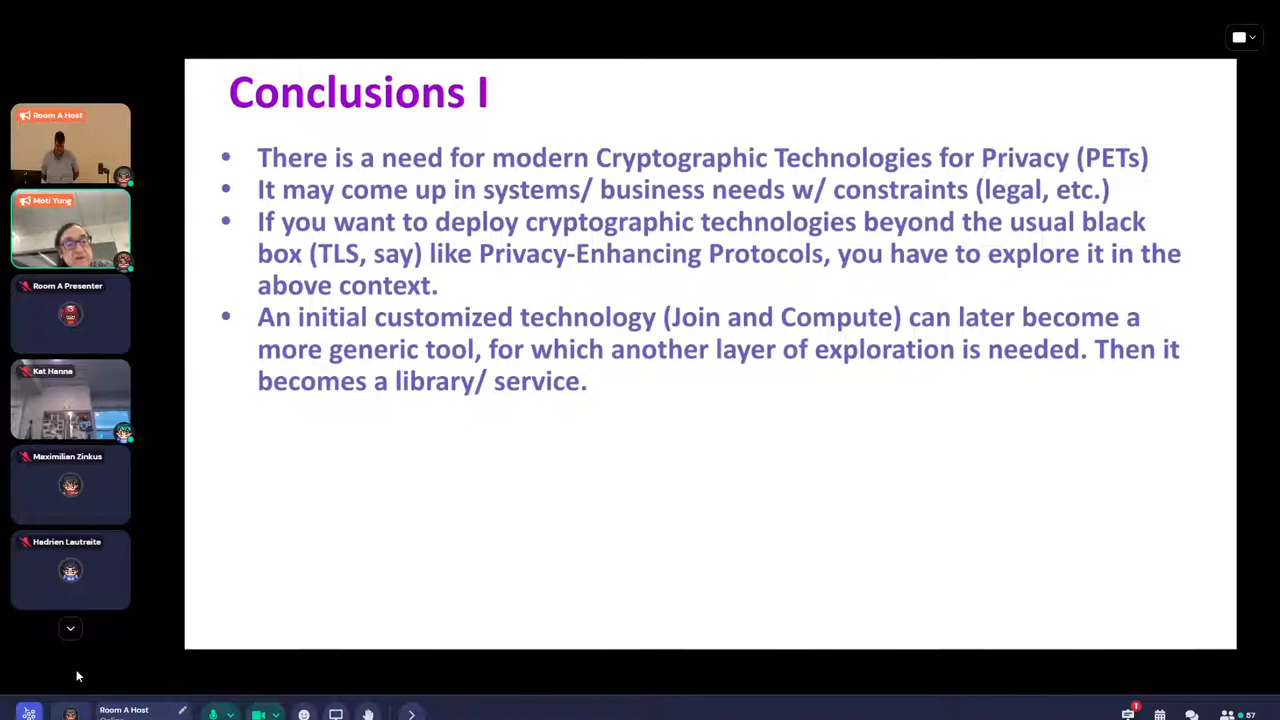 Room A Host
Moti Yung
Room A Presenter
Kat Hanna
Maximilian Zinkus
Hadrien Lautraite
Conclusions I
• There is a need for modern Cryptographic Technologies for Privacy (PETs)
• It may come up in systems/ business needs w/ constraints (legal, etc.)
• If you want to deploy cryptographic technologies beyond the usual black
box (TLS, say) like Privacy-Enhancing Protocols, you have to explore it in the
above context.
• An initial customized technology (Join and Compute) can later become a
more generic tool, for which another layer of exploration is needed. Then it
becomes a library/ service.
Room A Host
Online
1
57